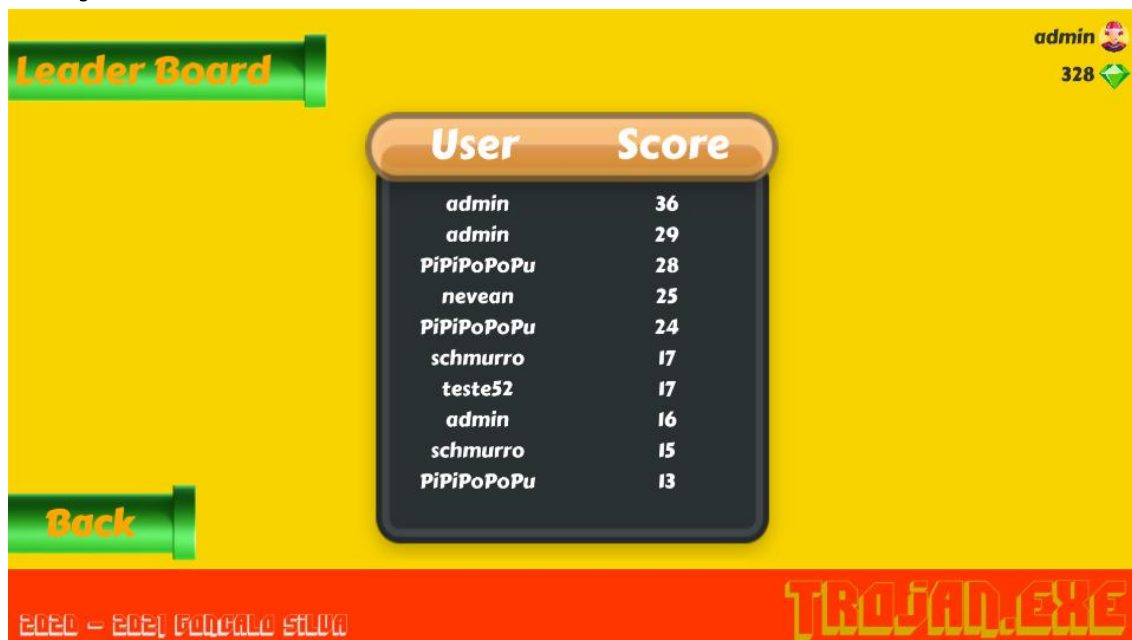 Leader Board
admin
328
User Score
admin 36
admin 29
PiPiPoPoPu 28
nevean 25
PiPiPoPoPu 24
schmurro 17
teste52 17
admin 16
schmurro 15
PiPiPoPoPu 13
Back
2020 - 2021 GONCALO SILVA
TROJAN.EXE